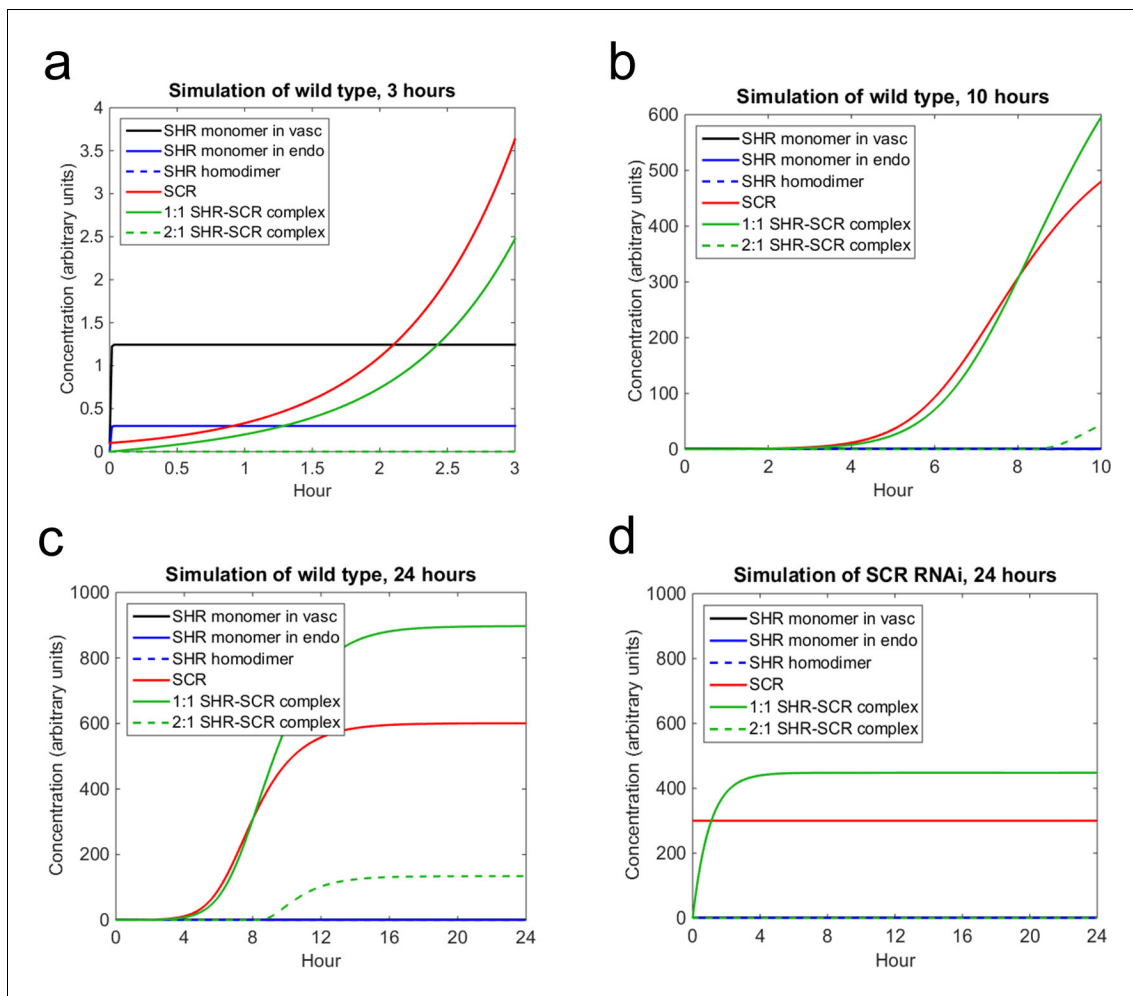 a
Simulation of wild type, 3 hours
Concentration (arbitrary units)
4
3.5
3
2.5
2
1.5
1
0.5
0
SHR monomer in vasc
SHR monomer in endo
SHR homodimer
SCR
1:1 SHR-SCR complex
2:1 SHR-SCR complex
0 0.5 1 1.5 2 2.5 3
Hour
b
Simulation of wild type, 10 hours
Concentration (arbitrary units)
600
500
400
300
200
100
0
SHR monomer in vasc
SHR monomer in endo
SHR homodimer
SCR
1:1 SHR-SCR complex
2:1 SHR-SCR complex
0 2 4 6 8 10
Hour
c
Simulation of wild type, 24 hours
Concentration (arbitrary units)
1000
800
600
400
200
0
SHR monomer in vasc
SHR monomer in endo
SHR homodimer
SCR
1:1 SHR-SCR complex
2:1 SHR-SCR complex
0 4 8 12 16 20 24
Hour
d
Simulation of SCR RNAi, 24 hours
Concentration (arbitrary units)
1000
800
600
400
200
0
SHR monomer in vasc
SHR monomer in endo
SHR homodimer
SCR
1:1 SHR-SCR complex
2:1 SHR-SCR complex
0 4 8 12 16 20 24
Hour